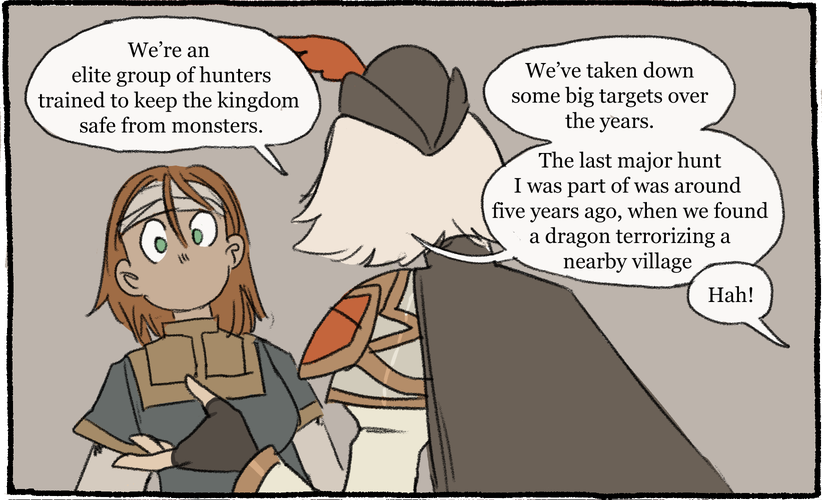 We're an
elite group of hunters
trained to keep the kingdom
safe from monsters.
We've taken down
some big targets over
the years.
The last major hunt
I was part of was around
five years ago, when we found
a dragon terrorizing a
nearby village
Hah!